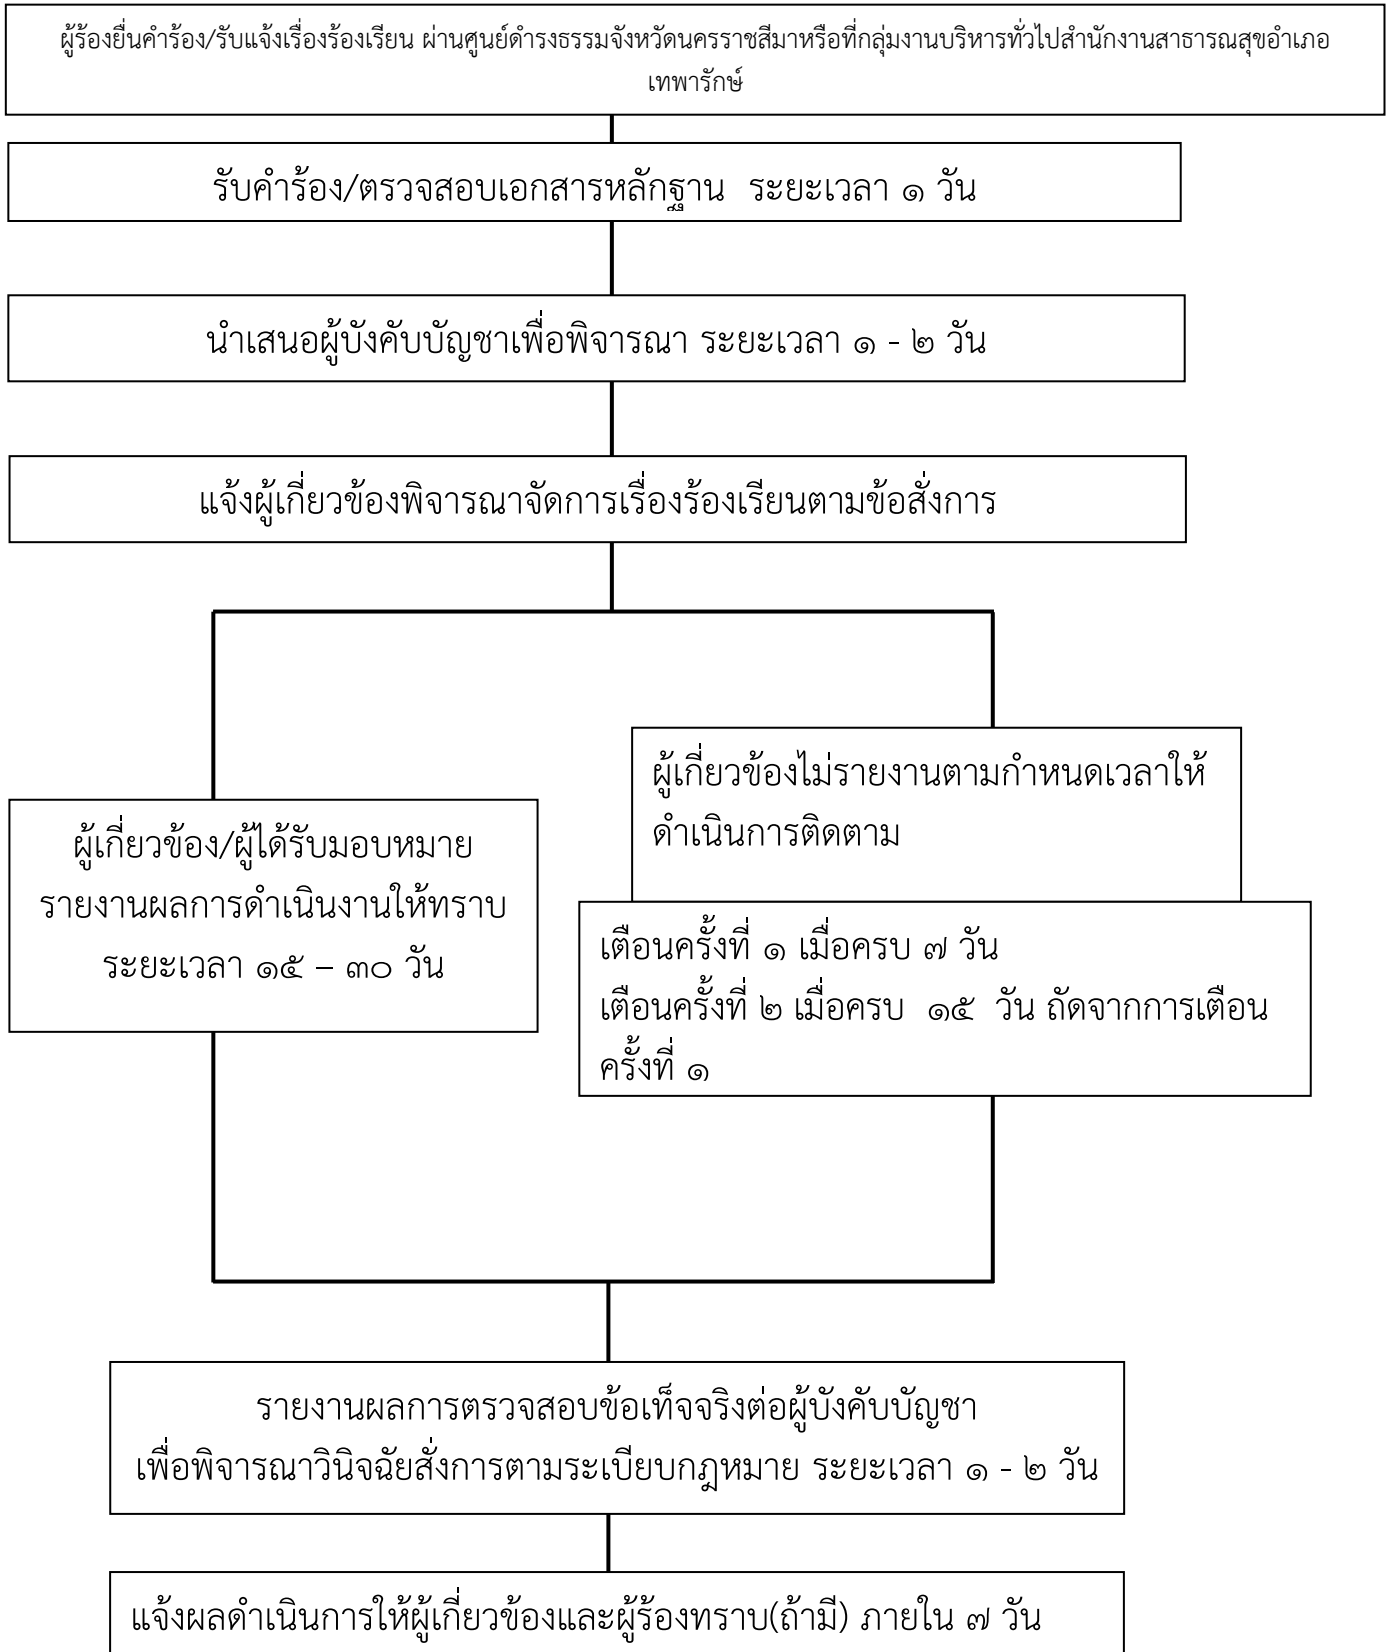 ผู้ร้องยื่นคำร้อง/รับแจ้งเรื่องร้องเรียน ผ่านศูนย์ดำรงธรรมจังหวัดนครราชสีมาหรือที่กลุ่มงานบริหารทั่วไปสำนักงานสาธารณสุขอำเภอ
เทพารักษ์
รับคำร้อง/ตรวจสอบเอกสารหลักฐาน ระยะเวลา ๑ วัน
นำเสนอผู้บังคับบัญชาเพื่อพิจารณา ระยะเวลา ๑ - ๒ วัน
แจ้งผู้เกี่ยวข้องพิจารณาจัดการเรื่องร้องเรียนตามข้อสั่งการ
ผู้เกี่ยวข้อง/ผู้ได้รับมอบหมาย
รายงานผลการดำเนินงานให้ทราบ
ระยะเวลา ๑๕ – ๓๐ วัน
ผู้เกี่ยวข้องไม่รายงานตามกำหนดเวลาให้
ดำเนินการติดตาม
เตือนครั้งที่ ๑ เมื่อครบ ๗ วัน
เตือนครั้งที่ ๒ เมื่อครบ ๑๕ วัน ถัดจากการเตือน
ครั้งที่ ๑
รายงานผลการตรวจสอบข้อเท็จจริงต่อผู้บังคับบัญชา
เพื่อพิจารณาวินิจฉัยสั่งการตามระเบียบกฎหมาย ระยะเวลา ๑ - ๒ วัน
แจ้งผลดำเนินการให้ผู้เกี่ยวข้องและผู้ร้องทราบ(ถ้ามี) ภายใน ๗ วัน